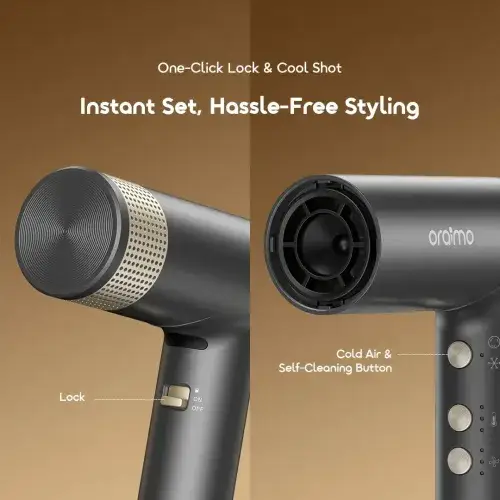 One-Click Lock & Cool Shot
Instant Set, Hassle-Free Styling
oraimo
Cold Air &
Self-Cleaning Button
Lock
ON
OFF